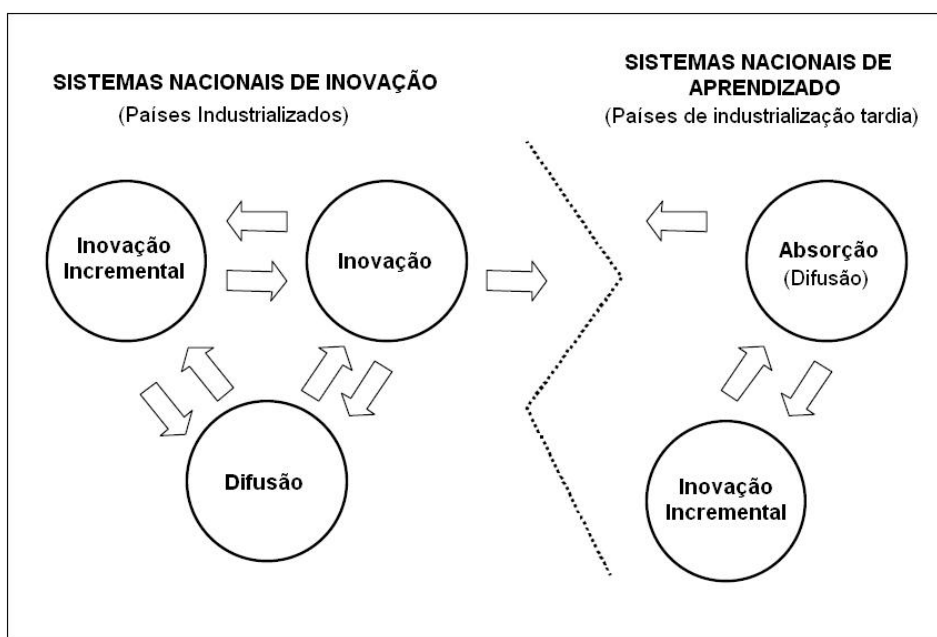 SISTEMAS NACIONAIS DE INOVAÇÃO
(Países Industrializados)
Inovação
Incremental
Inovação
Difusão
SISTEMAS NACIONAIS DE
APRENDIZADO
(Países de industrialização tardia)
Absorção
(Difusão)
Inovação
Incremental